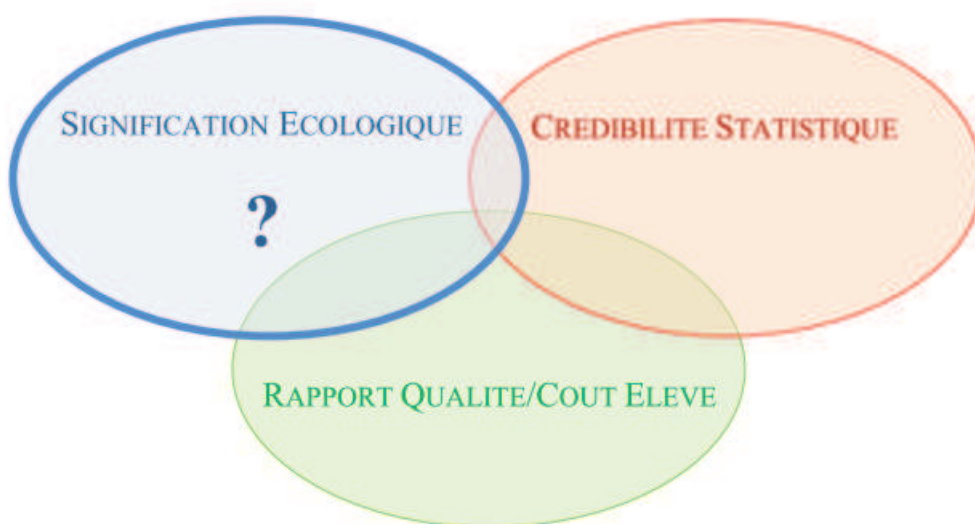 SIGNIFICATION ECOLOGIQUE
CREDIBILITE STATISTIQUE
?
RAPPORT QUALITE/COUT ELEVE